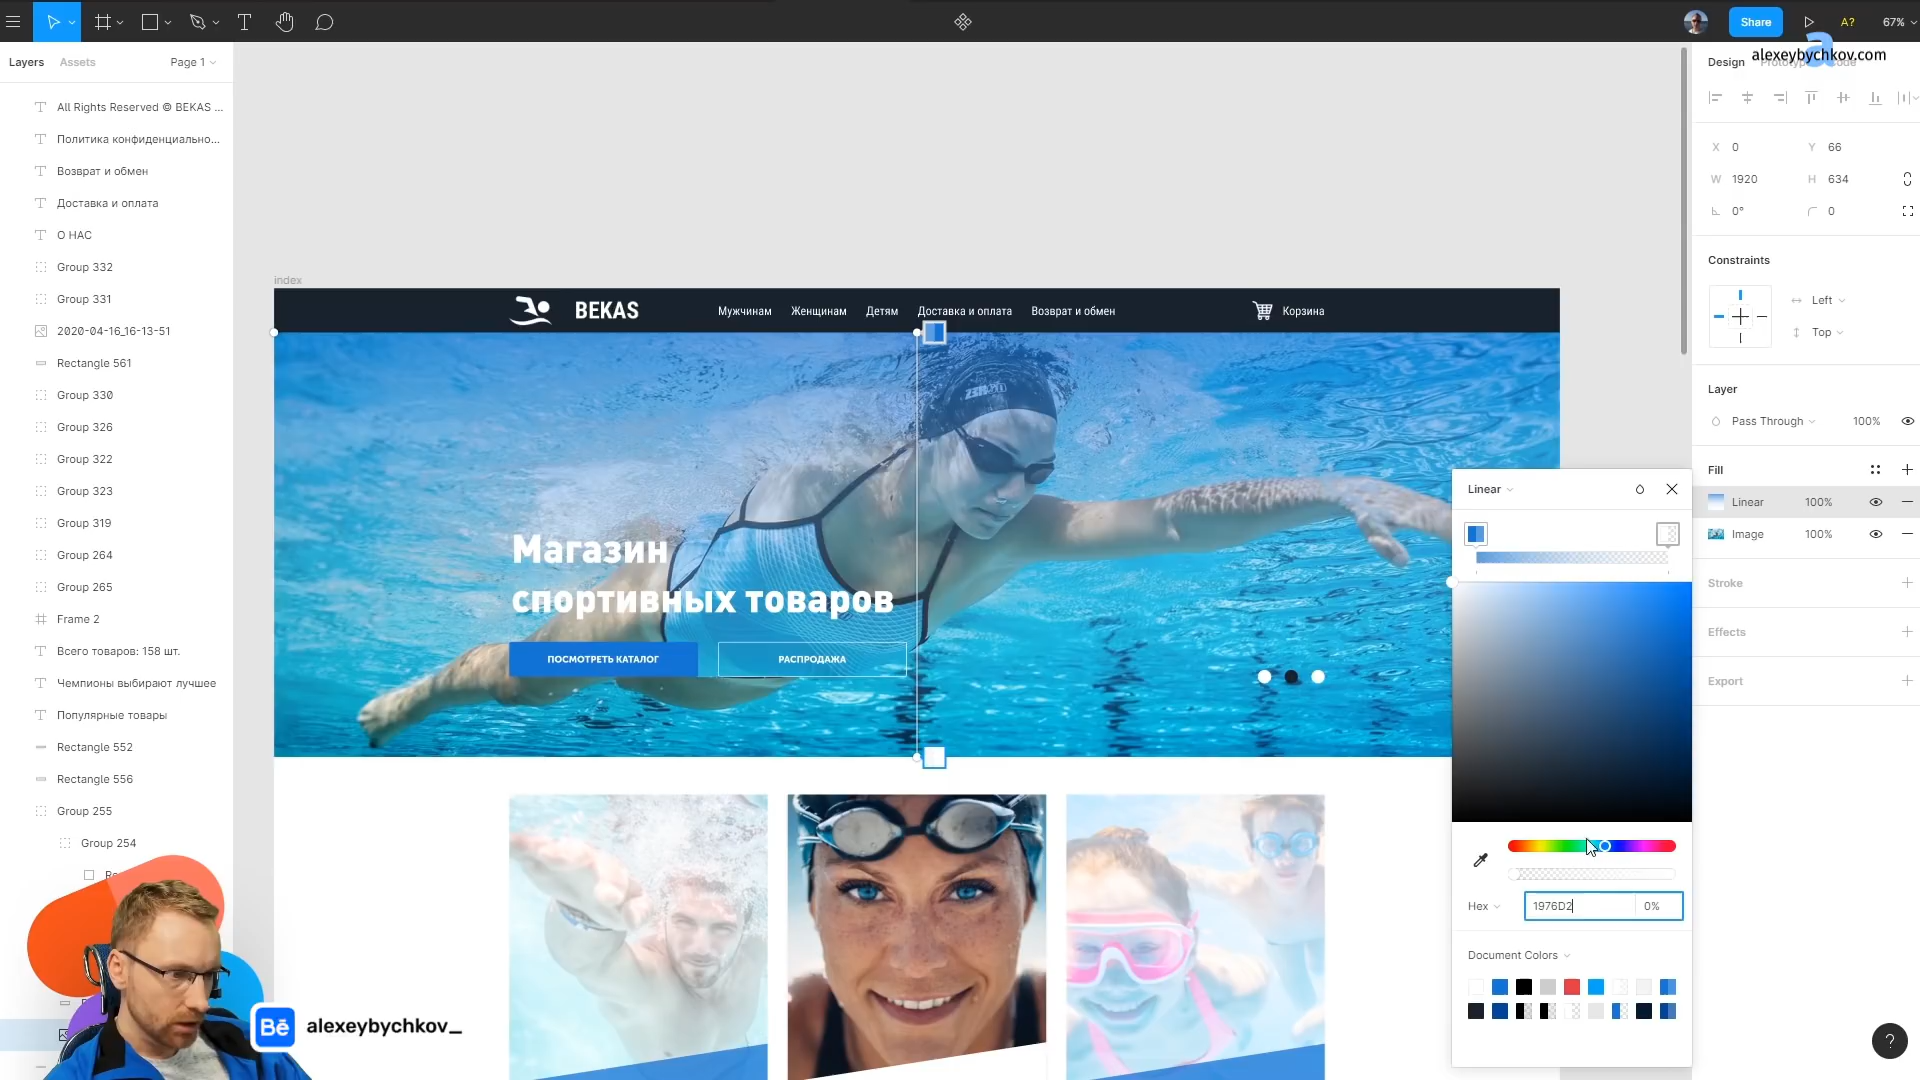 Share
A?
67%
alexeybychkov.com
Layers
Assets
Page 1
Design
All Rights Reserved © BEKAS ...
Политика конфиденциально...
Возврат и обмен
Доставка и оплата
О НАС
Group 332
Group 331
2020-04-16_16-13-51
Rectangle 561
Group 330
Group 326
Group 322
Group 323
Group 319
Group 264
Group 265
Frame 2
Всего товаров: 158 шт.
Чемпионы выбирают лучшее
Популярные товары
Rectangle 552
Rectangle 556
Group 255
Group 254
index
BEKAS
Мужчинам
Женщинам
Детям
Доставка и оплата
Возврат и обмен
Корзина
Магазин
спортивных товаров
ПОСМОТРЕТЬ КАТАЛОГ
РАСПРОДАЖА
Bē
alexeybychkov_
X 0
Y 66
W 1920
H 634
0°
0
Constraints
Left
Top
Layer
Pass Through
100%
Fill
Linear
100%
Image
100%
Stroke
Effects
Export
Linear
Hex
1976D2
0%
Document Colors
?